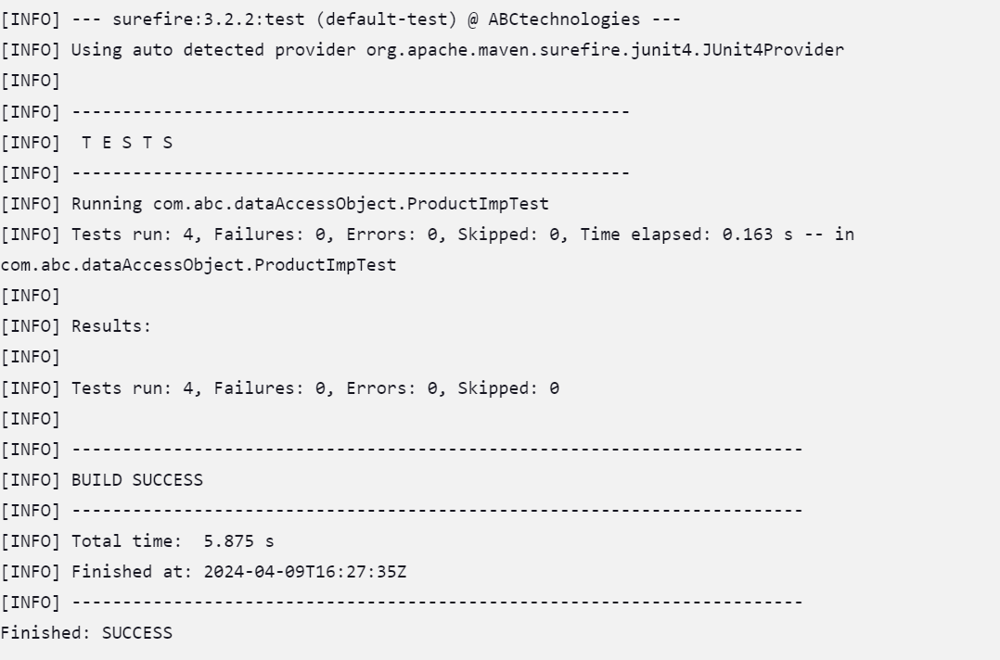 [INFO] --- surefire:3.2.2:test (default-test) @ ABCtechnologies ---
[INFO] Using auto detected provider org.apache.maven.surefire.junit4.JUnit4Provider
[INFO]
[INFO] -------------------------------------------------------
[INFO]  T E S T S
[INFO] -------------------------------------------------------
[INFO] Running com.abc.dataAccessObject.ProductImpTest
[INFO] Tests run: 4, Failures: 0, Errors: 0, Skipped: 0, Time elapsed: 0.163 s -- in
com.abc.dataAccessObject.ProductImpTest
[INFO]
[INFO] Results:
[INFO]
[INFO] Tests run: 4, Failures: 0, Errors: 0, Skipped: 0
[INFO]
[INFO] ------------------------------------------------------------------------
[INFO] BUILD SUCCESS
[INFO] ------------------------------------------------------------------------
[INFO] Total time:  5.875 s
[INFO] Finished at: 2024-04-09T16:27:35Z
[INFO] ------------------------------------------------------------------------
Finished: SUCCESS